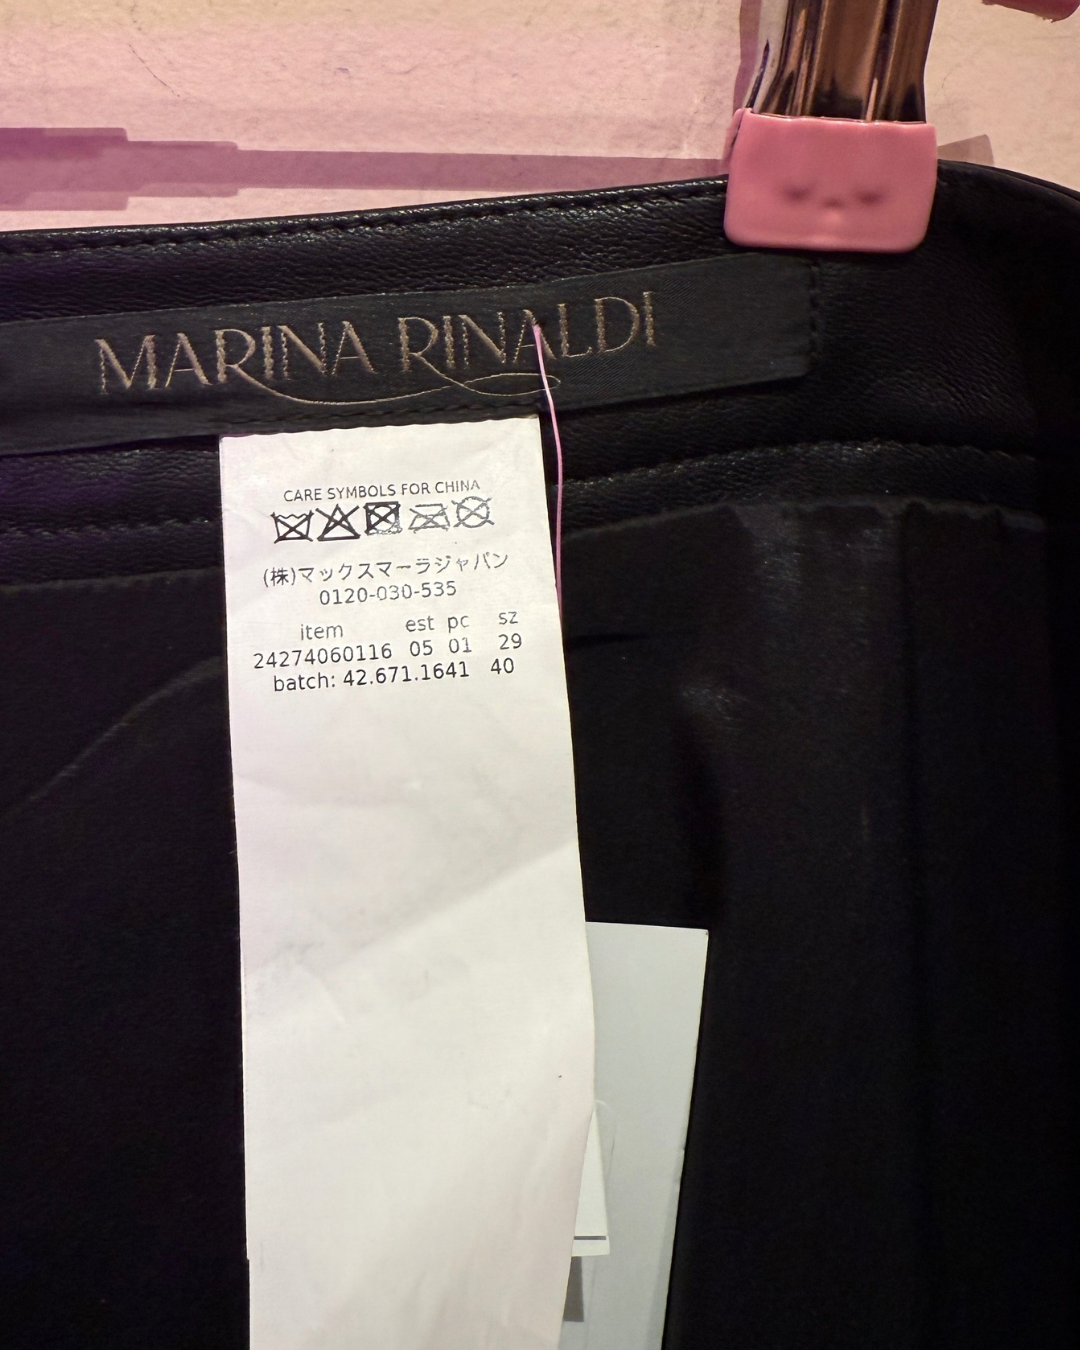 MARINA RINALDI
CARE SYMBOLS FOR CHINA
(株)マックスマーラジャパン
0120-030-535
item est pc sz
24274060116 05 01 29
batch: 42.671.1641 40